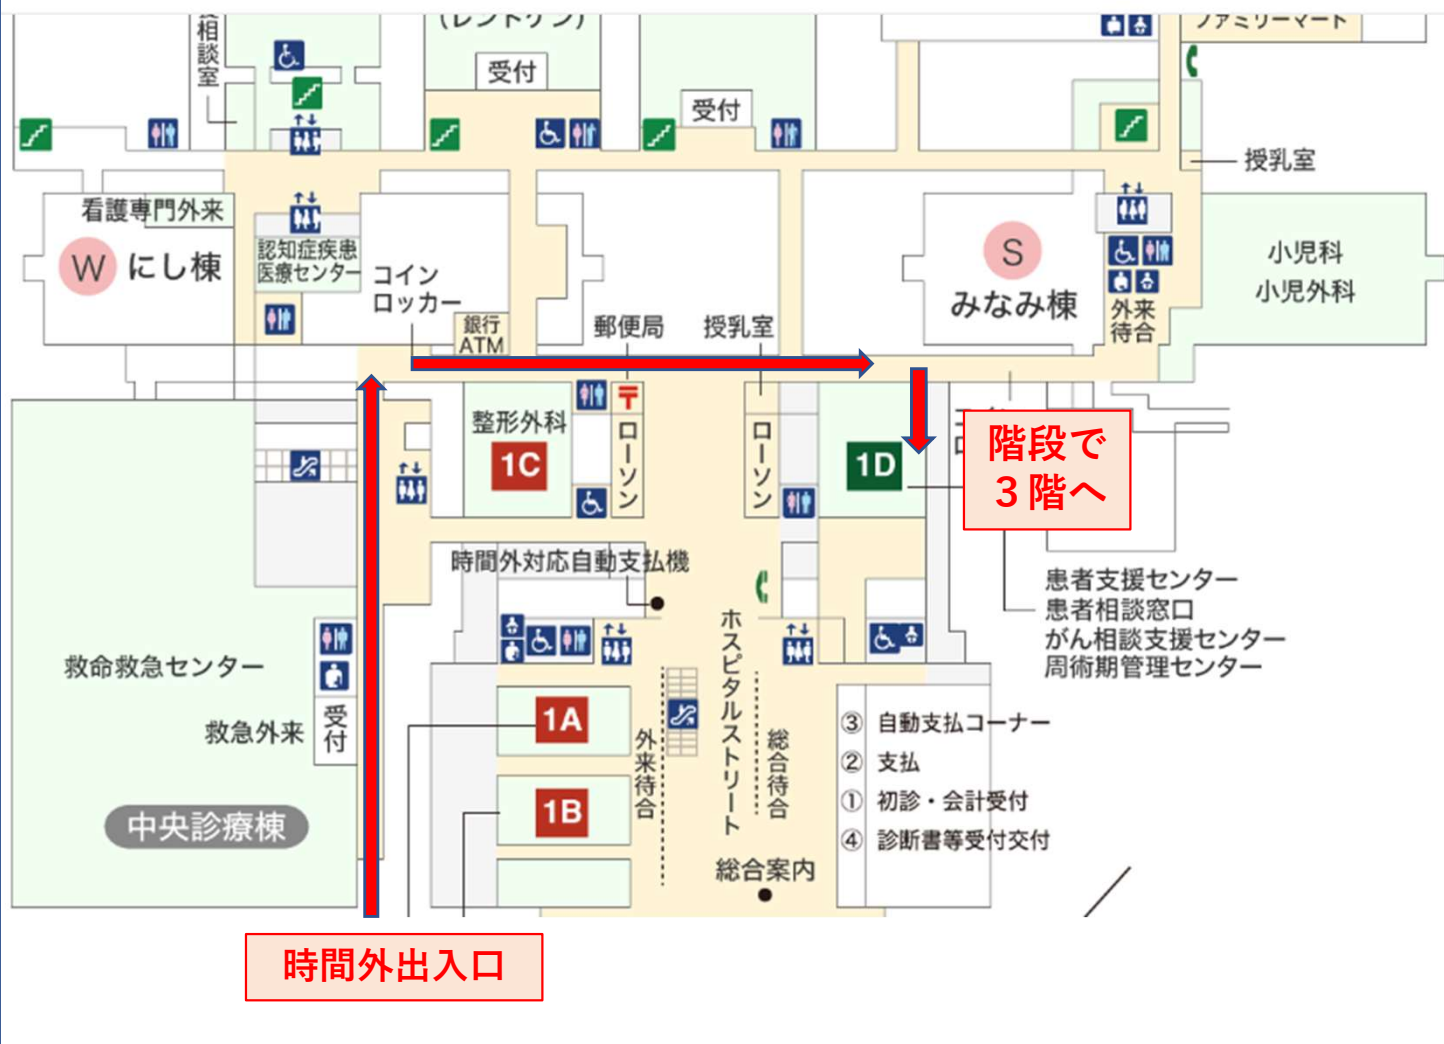 （レントゲン）
ファミリーマート
相談室
受付
受付
授乳室
看護専門外来
W にし棟
認知症疾患
医療センター
コイン
ロッカー
銀行
ATM
郵便局
授乳室
S
みなみ棟
外来
待合
小児科
小児外科
整形外科
1C
〒
ローソン
ローソン
1D
階段で
３階へ
時間外対応自動支払機
患者支援センター
患者相談窓口
がん相談支援センター
周術期管理センター
救命救急センター
救急外来
受付
中央診療棟
1A
1B
外来待合
ホスピタルストリート
総合待合
総合案内
③ 自動支払コーナー
② 支払
① 初診・会計受付
④ 診断書等受付交付
時間外出入口